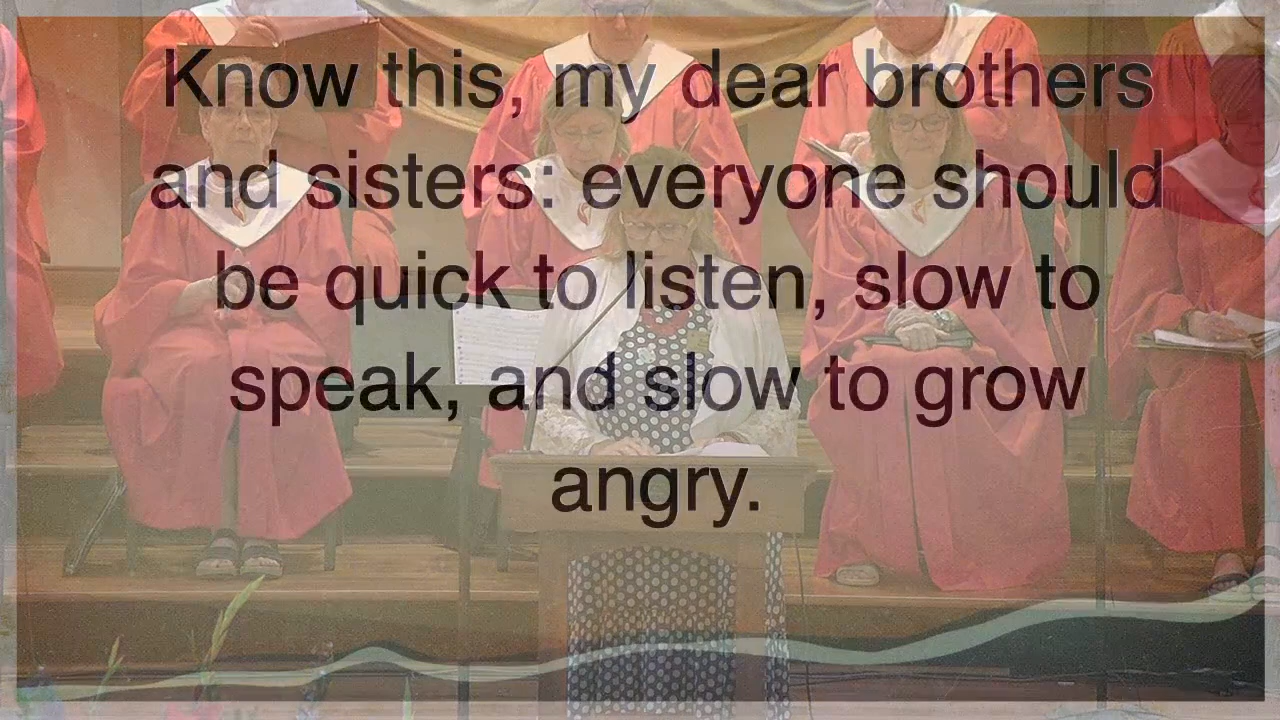 Know this, my dear brothers
and sisters: everyone should
be quick to listen, slow to
speak, and slow to grow
angry.